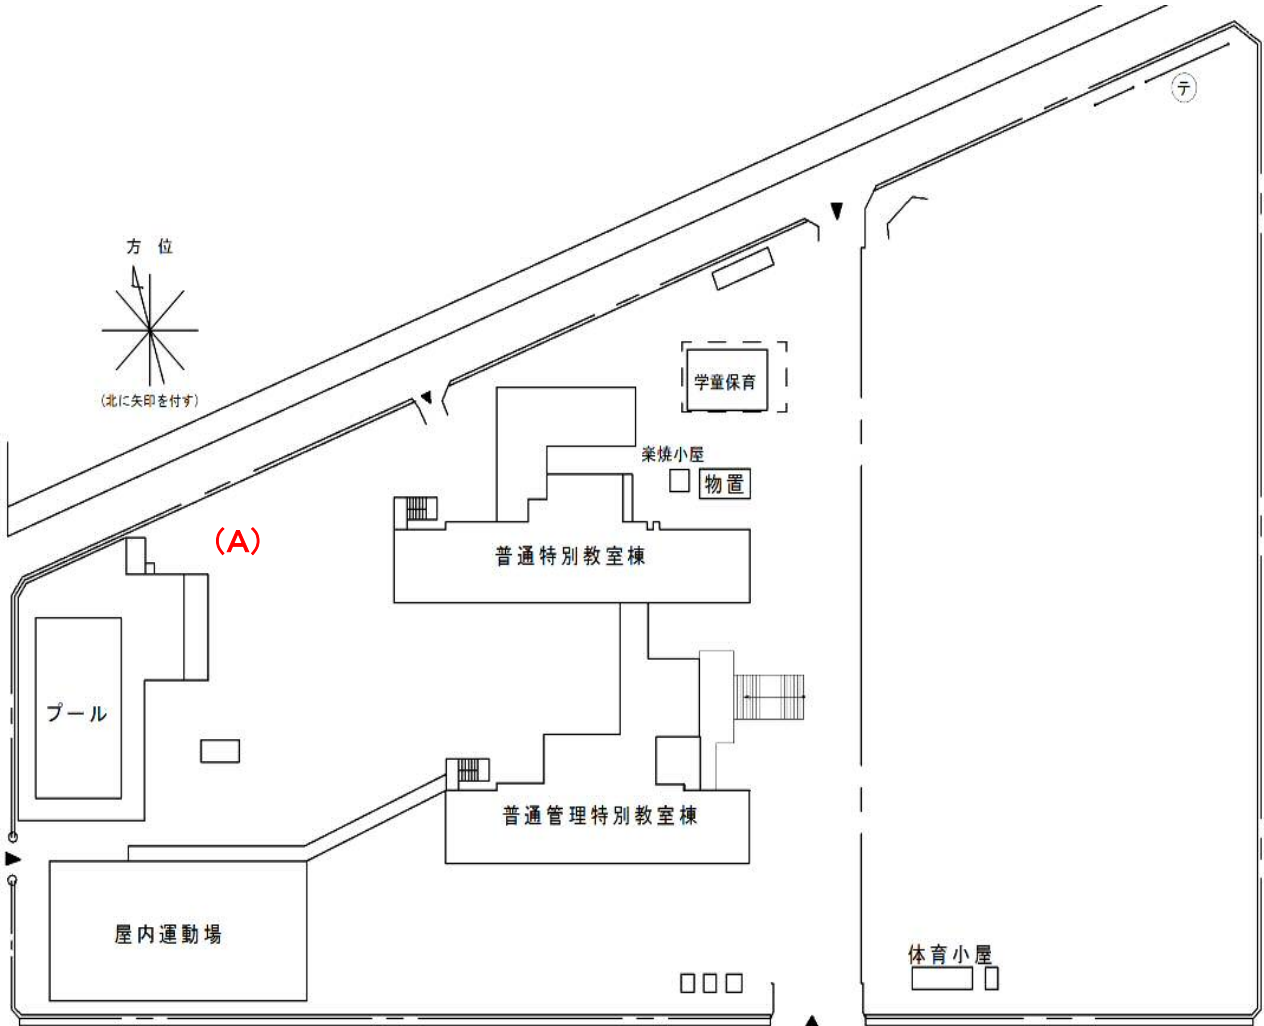 テ
方 位
(北に矢印を付す)
学童保育
楽焼小屋
物置
(A)
普通特別教室棟
プール
普通管理特別教室棟
屋内運動場
体育小屋